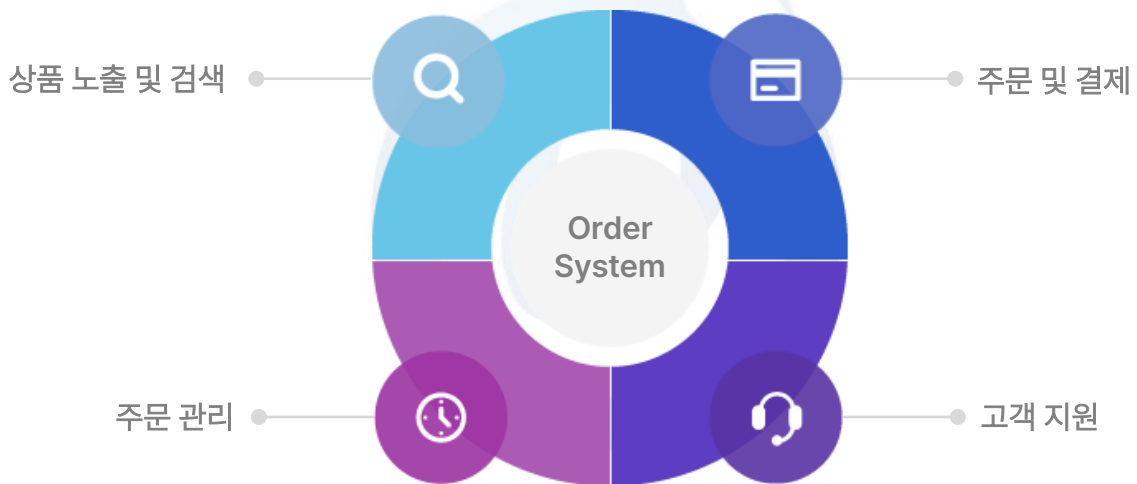 상품 노출 및 검색
주문 및 결제
Order
System
주문 관리
고객 지원